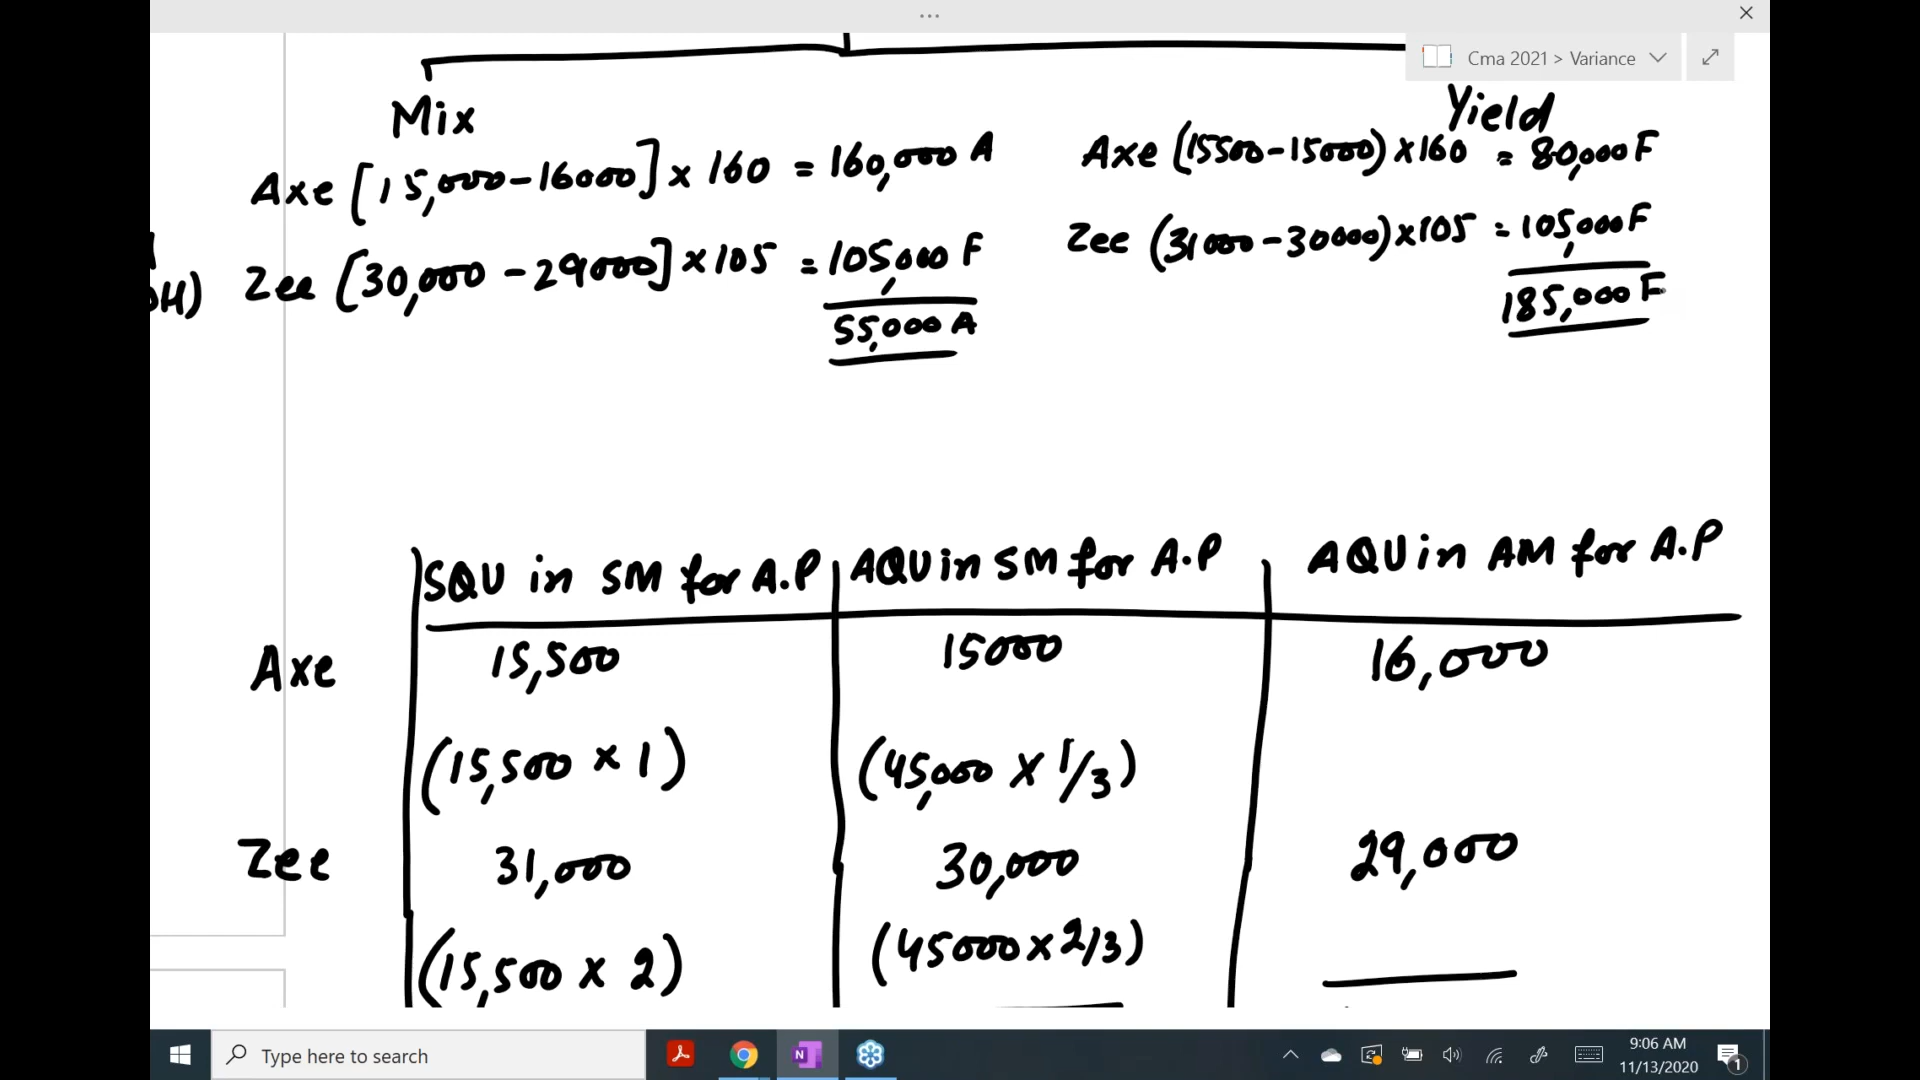 Cma 2021 > Variance
Mix
Axe [15,000-16000] x 160 = 160,000 A
Zee [30,000 - 29000] x 105 = 105,000 F
55,000 A
Yield
Axe (15500-15000) x 160 = 80,000 F
Zee (31000-30000) x 105 = 105,000 F
185,000 F
OH)
SQU in SM for A.P AQU in SM for A.P AQU in AM for A.P
Axe 15,500 15000 16,000
(15,500 x 1) (45,000 x 1/3)
Zee 31,000 30,000 29,000
(15,500 x 2) (45000 x 2/3)
Type here to search
N
9:06 AM
11/13/2020
1